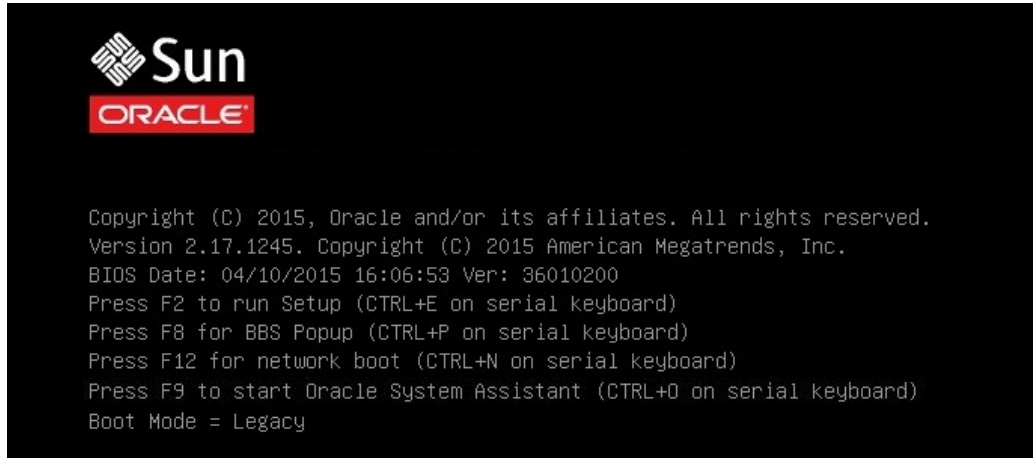 Sun
ORACLE
Copyright (C) 2015, Oracle and/or its affiliates. All rights reserved.
Version 2.17.1245. Copyright (C) 2015 American Megatrends, Inc.
BIOS Date: 04/10/2015 16:06:53 Ver: 36010200
Press F2 to run Setup (CTRL+E on serial keyboard)
Press F8 for BBS Popup (CTRL+P on serial keyboard)
Press F12 for network boot (CTRL+N on serial keyboard)
Press F9 to start Oracle System Assistant (CTRL+O on serial keyboard)
Boot Mode = Legacy